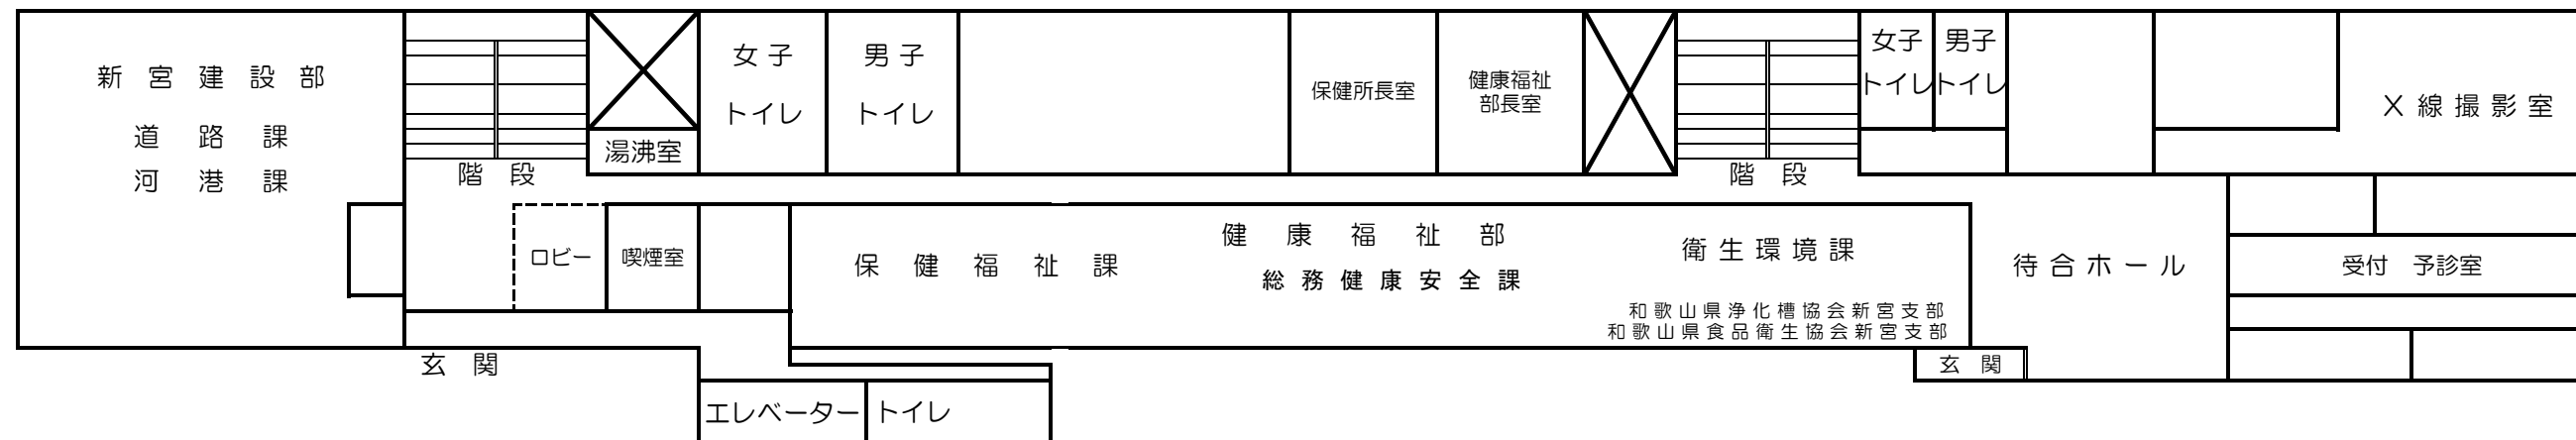 新宮建設部
道路課
河港課
階段
湯沸室
女子
トイレ
男子
トイレ
保健所長室
健康福祉
部長室
階段
女子
トイレ
男子
トイレ
X線撮影室
ロビー
喫煙室
保健福祉課
健康福祉部
総務健康安全課
衛生環境課
和歌山県浄化槽協会新宮支部
和歌山県食品衛生協会新宮支部
待合ホール
受付 予診室
玄関
玄関
エレベーター
トイレ